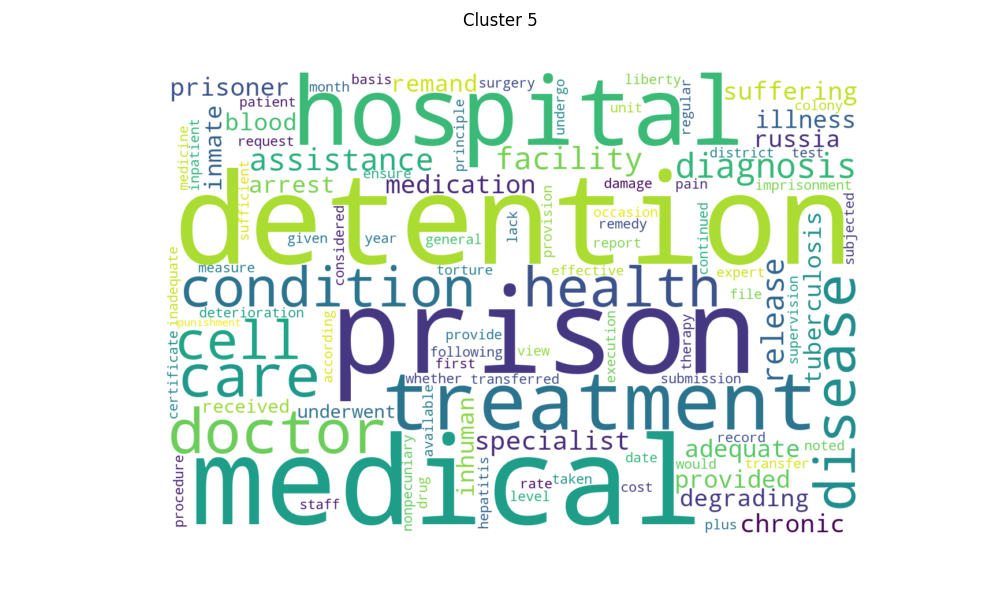 Cluster 5
prisoner month basis remand surgery undergo liberty suffering
patient hospital unit regular colony
medicine inpatient inmate blood request principle illness
russia
assistance ensure facility district test diagnosis
sufficient arrest medication damage pain imprisonment
detention
considered lack provision occasion remedy continued subjected
given year general report
inadequate measure torture effective expert tuberculosis
condition health release supervision disease
deterioration file
punishment cell according prison provide execution therapy
following view
first
certificate care whether transferred submission
received underwent available treatment
doctor inhuman specialist record adequate noted
date would transfer
procedure medical nonpecuniary drug hepatitis rate taken cost provided
staff level degrading
plus chronic